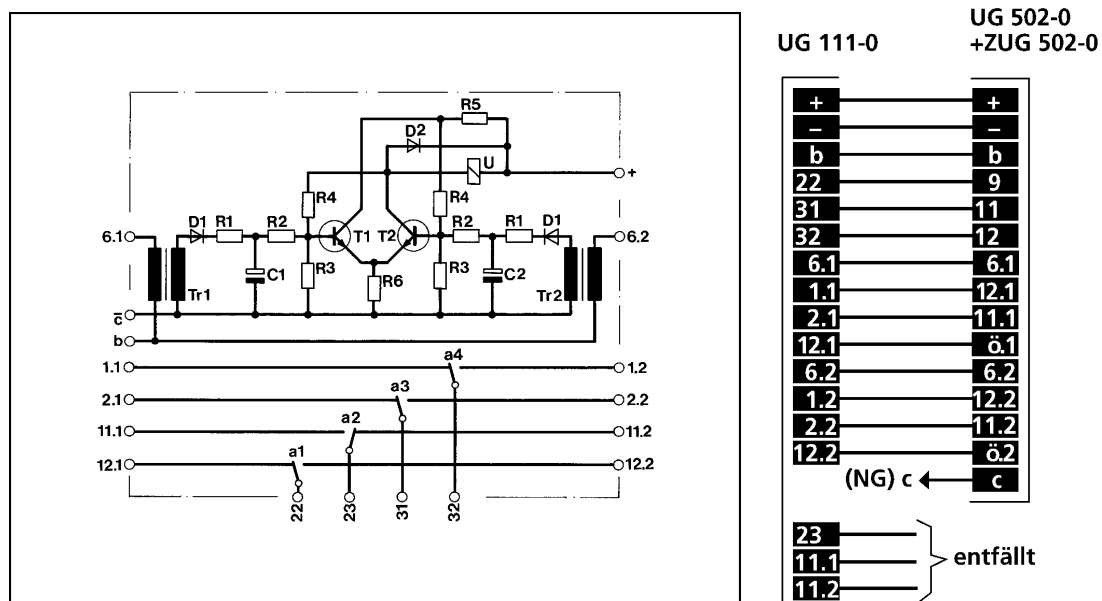 R5
D2
U
+
R4
R4
D1 R1 R2 T1 T2 R2 R1 D1
6.1 6.2
C1 R3 R6 R3 C2
Tr1 Tr2
c̅
b
a4
1.1 1.2
a3
2.1 2.2
a2
11.1 11.2
a1
12.1 12.2
22 23 31 32
UG 502-0
UG 111-0 +ZUG 502-0
+ +
– –
b b
22 9
31 11
32 12
6.1 6.1
1.1 12.1
2.1 11.1
12.1 ö.1
6.2 6.2
1.2 12.2
2.2 11.2
12.2 ö.2
(NG) c c
23
11.1 entfällt
11.2